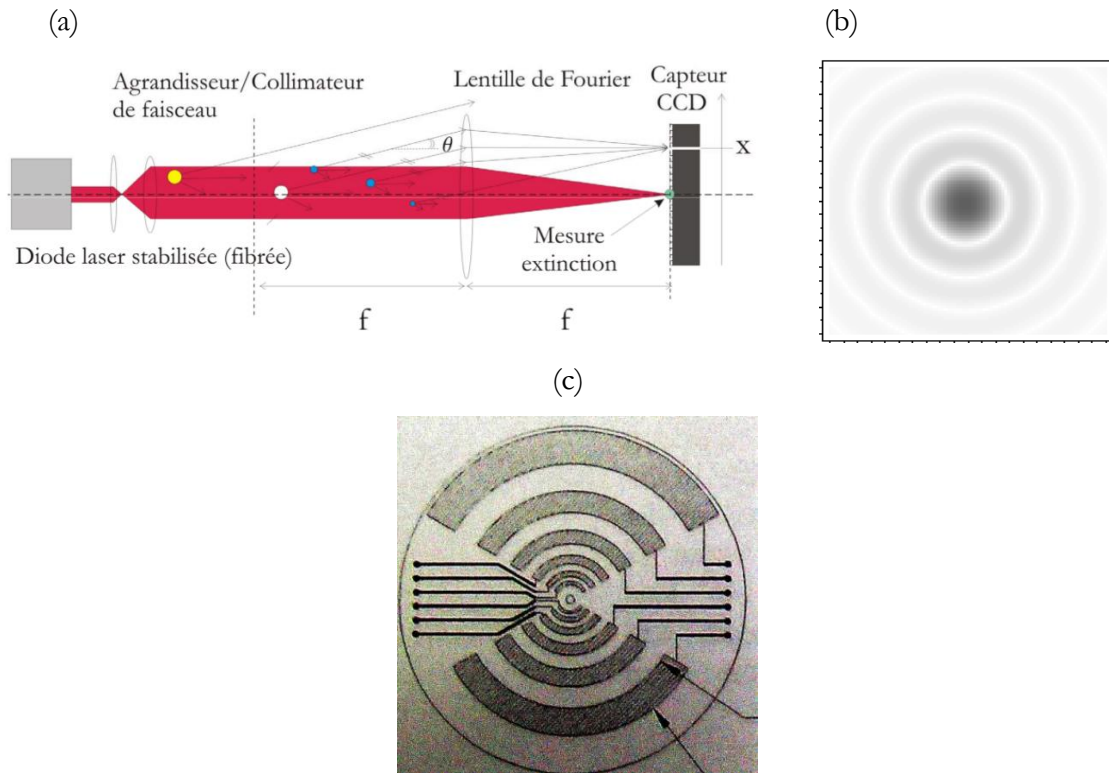 (a)
(b)
Agrandisseur/Collimateur
de faisceau
Lentille de Fourier
Capteur
CCD
θ
x
Diode laser stabilisée (fibrée)
Mesure
extinction
f
f
(c)